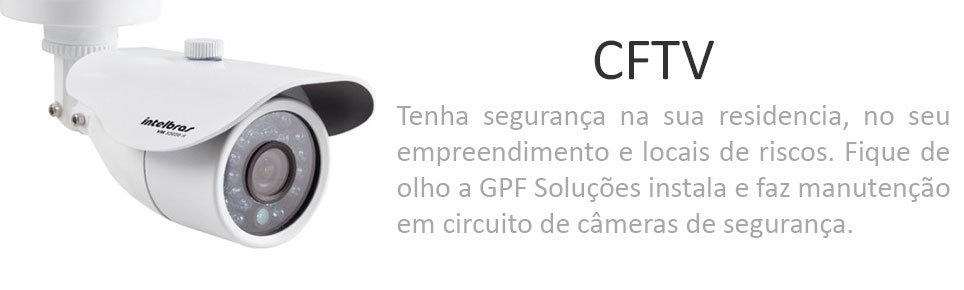 CFTV
Tenha segurança na sua residencia, no seu
empreendimento e locais de riscos. Fique de
olho a GPF Soluções instala e faz manutenção
em circuito de câmeras de segurança.
intelbras